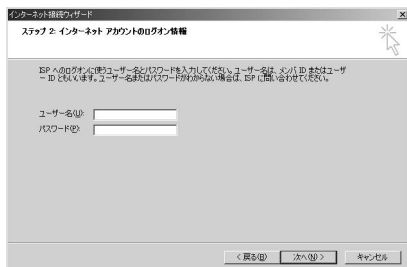 インターネット接続ウィザード
ステップ 2: インターネット アカウントのログオン情報
ISP へのログオンに使うユーザー名とパスワードを入力してください。ユーザー名は、メンバ ID またはユーザ
ー ID ともいいます。ユーザー名またはパスワードがわからない場合は、ISP に問い合わせてください。
ユーザー名(U):
パスワード(P):
< 戻る(B)
次へ(N) >
キャンセル